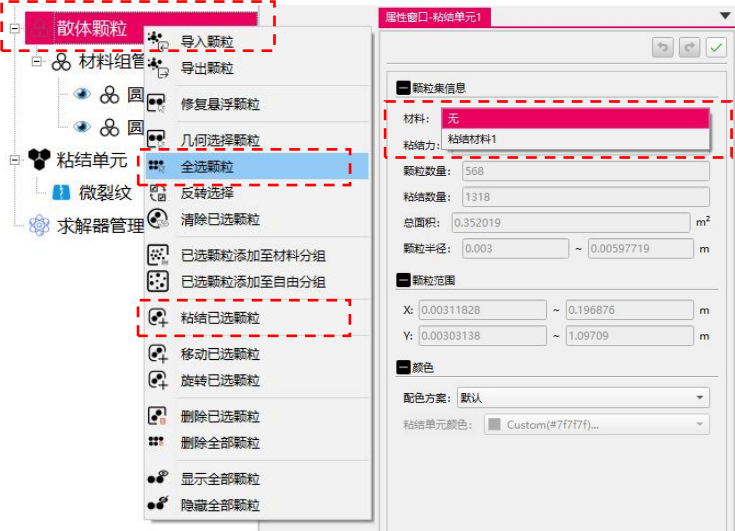 散体颗粒
材料组管
圆
圆
粘结单元
微裂纹
求解器管理
导入颗粒
导出颗粒
修复悬浮颗粒
几何选择颗粒
全选颗粒
反转选择
清除已选颗粒
已选颗粒添加至材料分组
已选颗粒添加至自由分组
粘结已选颗粒
移动已选颗粒
旋转已选颗粒
删除已选颗粒
删除全部颗粒
显示全部颗粒
隐藏全部颗粒
属性窗口-粘结单元1
颗粒集信息
材料: 无
粘结材料1
粘结力:
颗粒数量: 568
粘结数量: 1318
总面积: 0.352019 m²
颗粒半径: 0.003 ~ 0.00597719 m
颗粒范围
X: 0.00311828 ~ 0.196876 m
Y: 0.00303138 ~ 1.09709 m
颜色
配色方案: 默认
粘结单元颜色: Custom(#7f7f7f)...